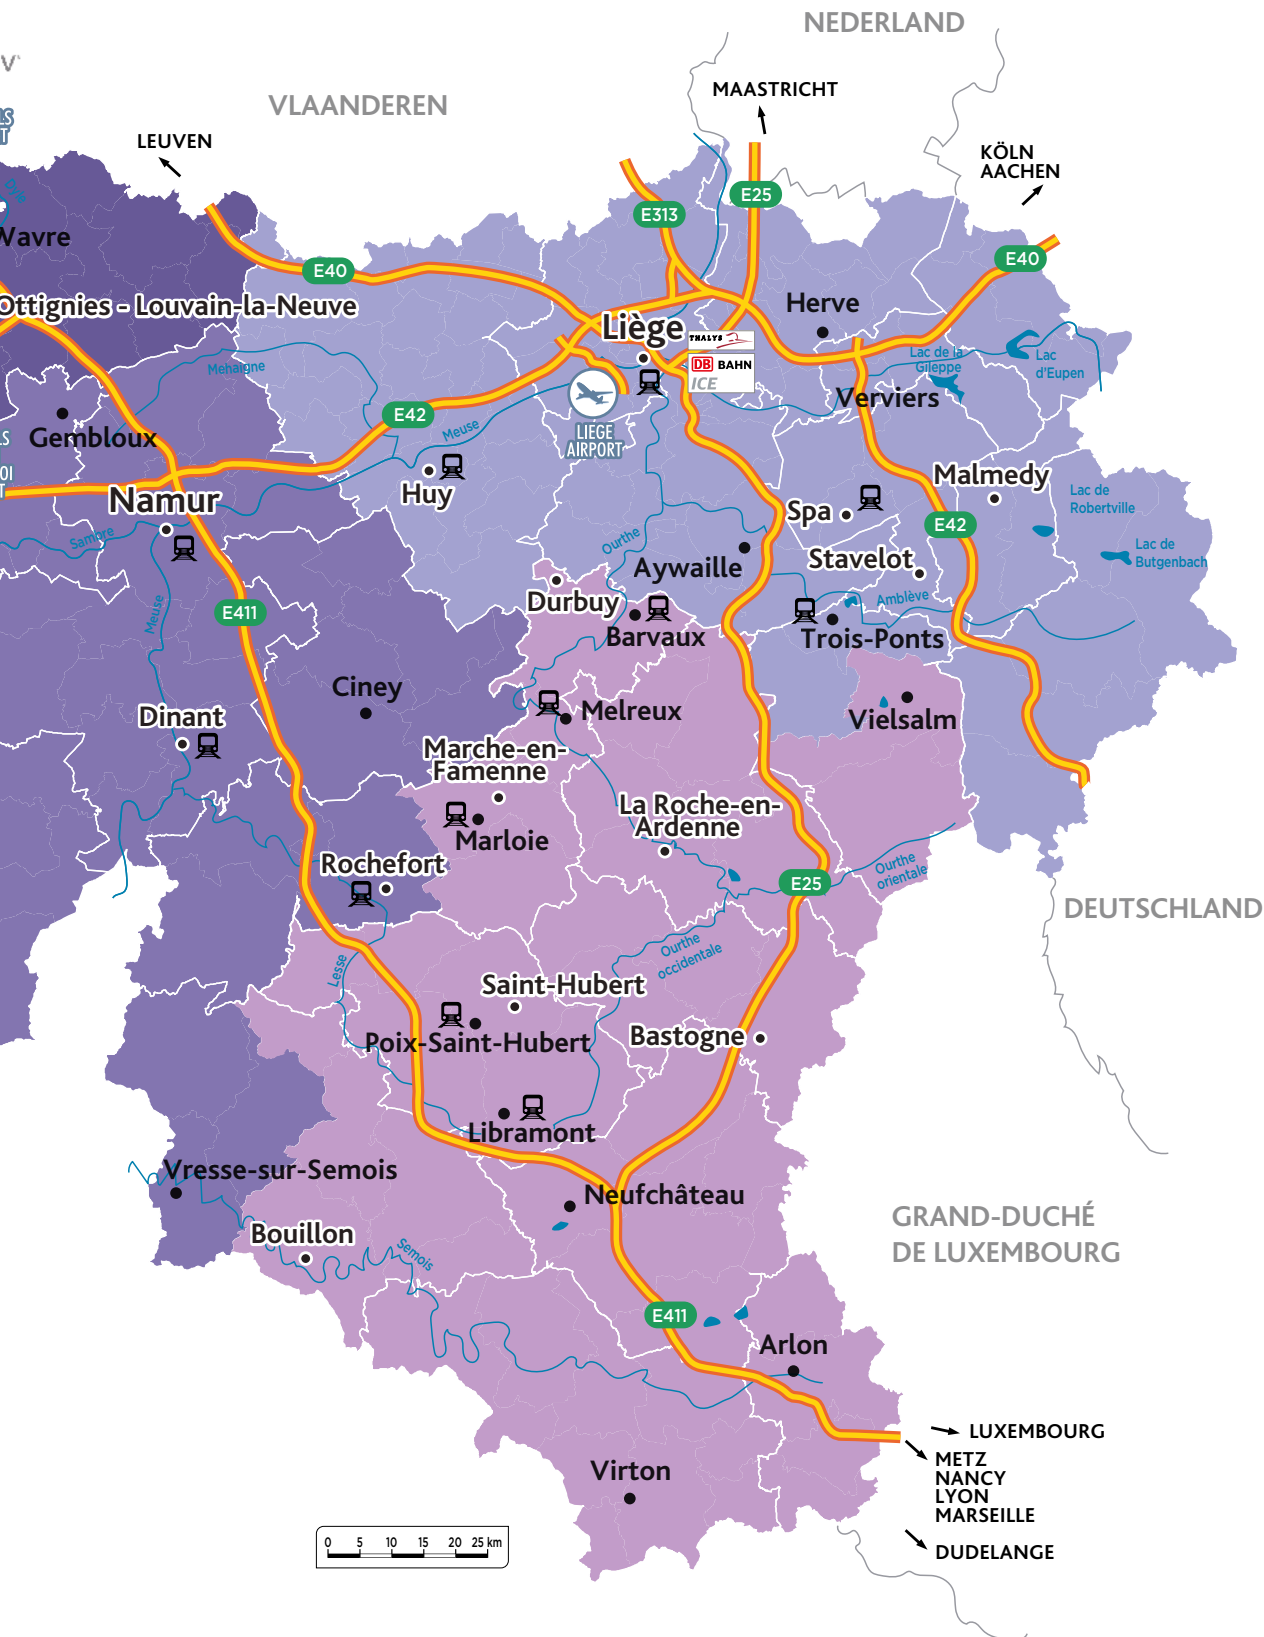 NEDERLAND
MAASTRICHT
VLAANDEREN
LEUVEN
KÖLN
AACHEN
Dyle
Wavre
E25
E313
E40
E40
Ottignies - Louvain-la-Neuve
Herve
Liège
THALYS
DB BAHN
ICE
Lac de la
Gileppe
Lac
d'Eupen
Mehaigne
Verviers
E42
Meuse
LIEGE
AIRPORT
Gembloux
Huy
Namur
Malmedy
Spa
Lac de
Robertville
E42
Sambre
Ourthe
Aywaille
Stavelot
Lac de
Butgenbach
Durbuy
Amblève
Meuse
E411
Barvaux
Trois-Ponts
Ciney
Dinant
Melreux
Vielsalm
Marche-en-
Famenne
La Roche-en-
Ardenne
Marloie
Rochefort
Ourthe
orientale
E25
DEUTSCHLAND
Ourthe
occidentale
Lesse
Saint-Hubert
Poix-Saint-Hubert
Bastogne
Libramont
Vresse-sur-Semois
Neufchâteau
GRAND-DUCHÉ
DE LUXEMBOURG
Bouillon
Semois
E411
Arlon
LUXEMBOURG
METZ
NANCY
LYON
MARSEILLE
Virton
DUDELANGE
0 5 10 15 20 25 km